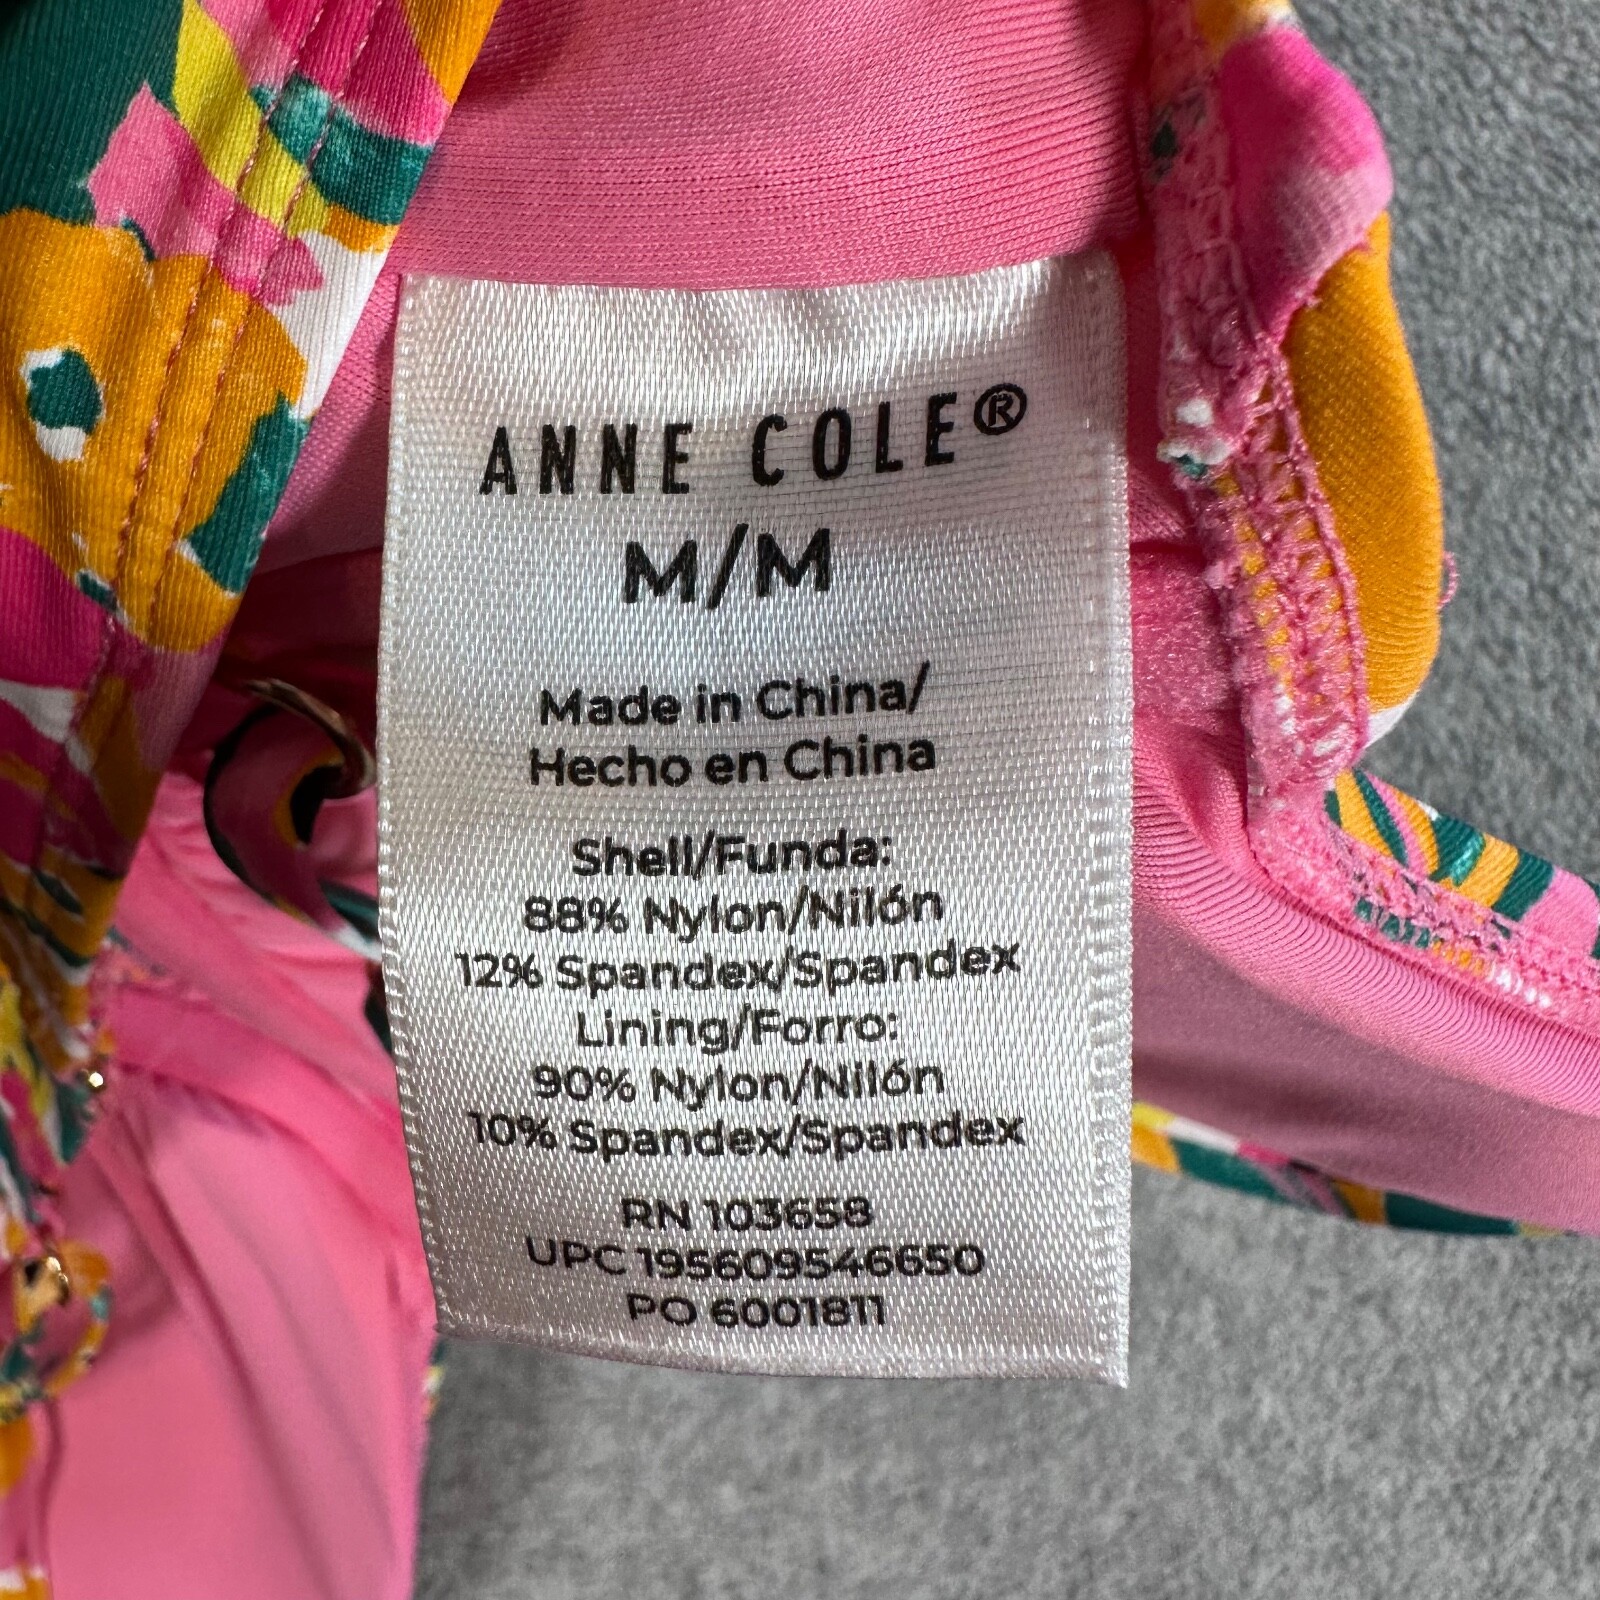 ANNE COLE®
M/M
Made in China/
Hecho en China
Shell/Funda:
88% Nylon/Nilón
12% Spandex/Spandex
Lining/Forro:
90% Nylon/Nilón
10% Spandex/Spandex
RN 103658
UPC 195609546650
PO 6001811